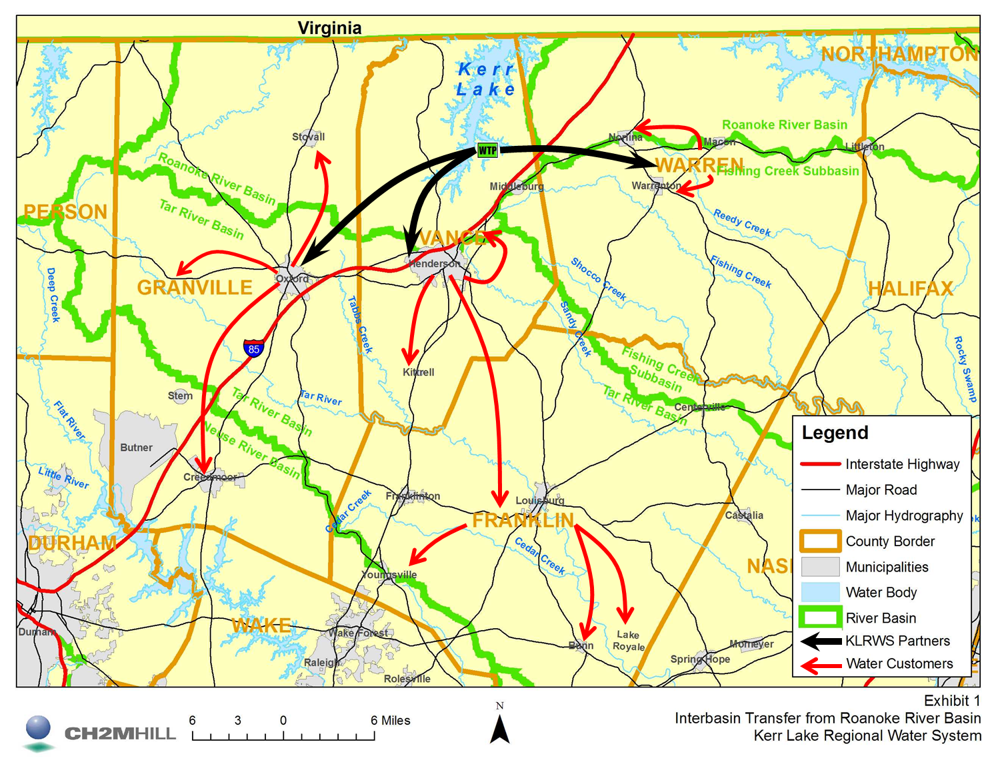 Virginia
NORTHAMPTON
Kerr
Lake
Roanoke River Basin
Stovall
Norlina
Macon
Littleton
WTP
WARREN
Fishing Creek Subbasin
Roanoke River Basin
Middleburg
Warrenton
PERSON
Tar River Basin
Reedy Creek
VANCE
Henderson
Shocco Creek
Fishing Creek
Oxford
GRANVILLE
Deep Creek
HALIFAX
Tabbs Creek
Sandy Creek
85
Rocky Swamp
Fishing Creek
Subbasin
Kittrell
Stem
Tar River
Tar River Basin
Tar River Basin
Centerville
Flat River
Neuse River Basin
Butner
Little River
Creedmoor
Franklinton
Louisburg
Cedar Creek
FRANKLIN
Castalia
DURHAM
Cedar Creek
NAS
Youngsville
WAKE
Wake Forest
Durham
Lake
Royale
Bunn
Momeyer
Raleigh
Spring Hope
Rolesville
Legend
Interstate Highway
Major Road
Major Hydrography
County Border
Municipalities
Water Body
River Basin
KLRWS Partners
Water Customers
6 3 0 6 Miles
N
CH2MHILL
Exhibit 1
Interbasin Transfer from Roanoke River Basin
Kerr Lake Regional Water System